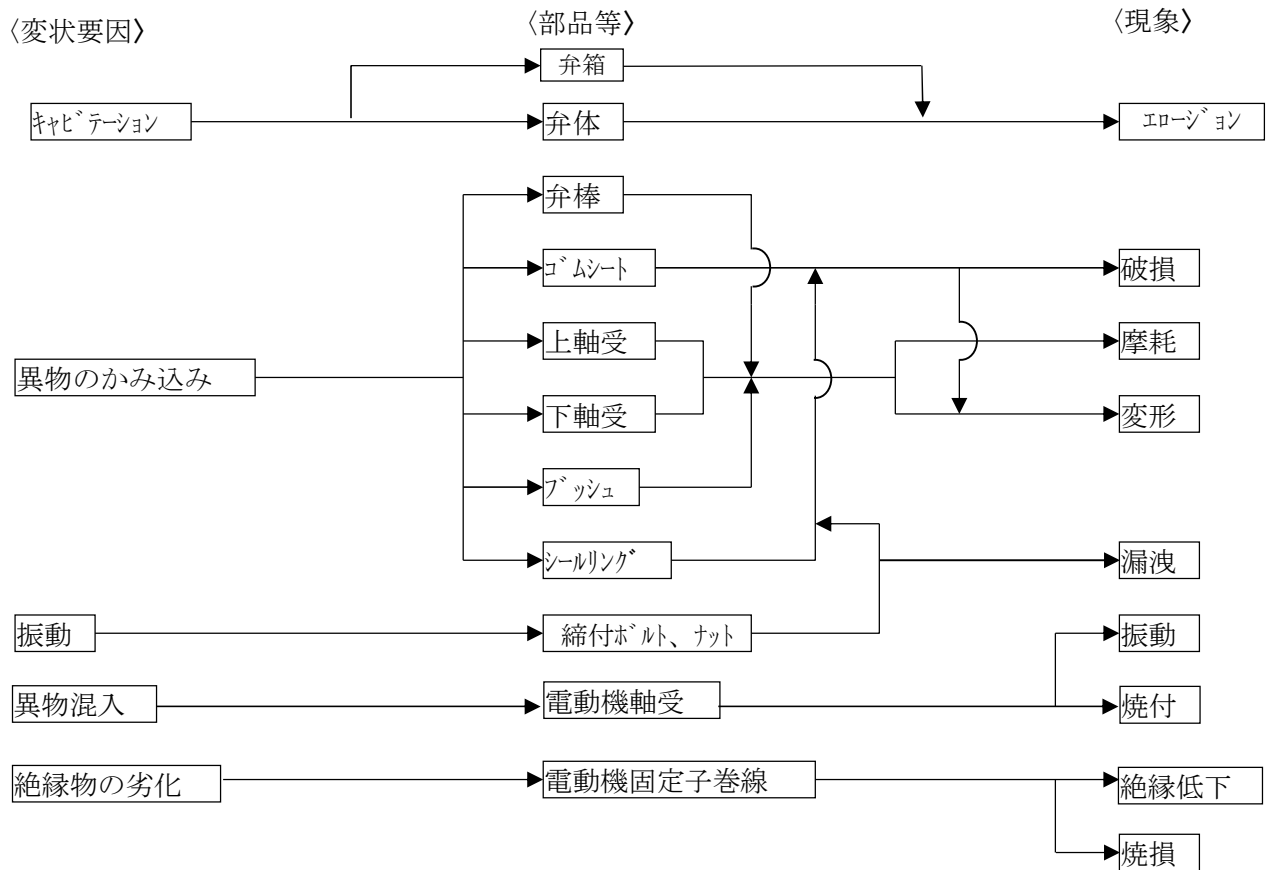 〈変状要因〉
〈部品等〉
〈現象〉
弁箱
キャビテーション
弁体
エロージョン
弁棒
ゴムシート
破損
上軸受
摩耗
異物のかみ込み
下軸受
変形
ブッシュ
シールリング
漏洩
振動
締付ボルト、ナット
振動
異物混入
電動機軸受
焼付
絶縁物の劣化
電動機固定子巻線
絶縁低下
焼損